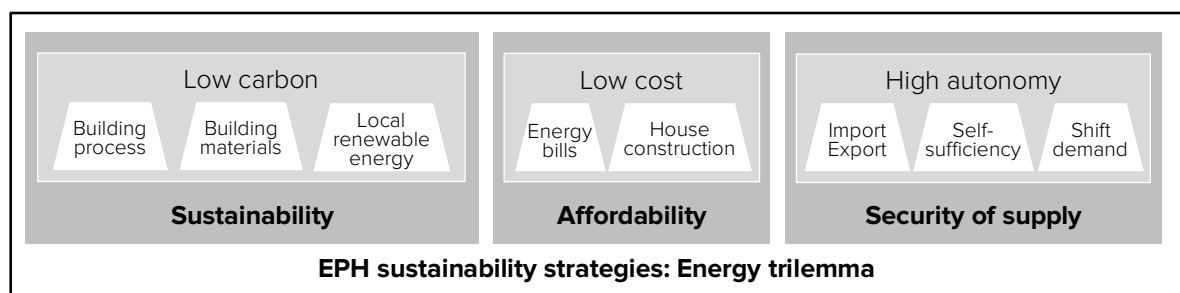 Low carbon
Building
process
Building
materials
Local
renewable
energy
Sustainability
Low cost
Energy
bills
House
construction
Affordability
High autonomy
Import
Export
Self-
sufficiency
Shift
demand
Security of supply
EPH sustainability strategies: Energy trilemma